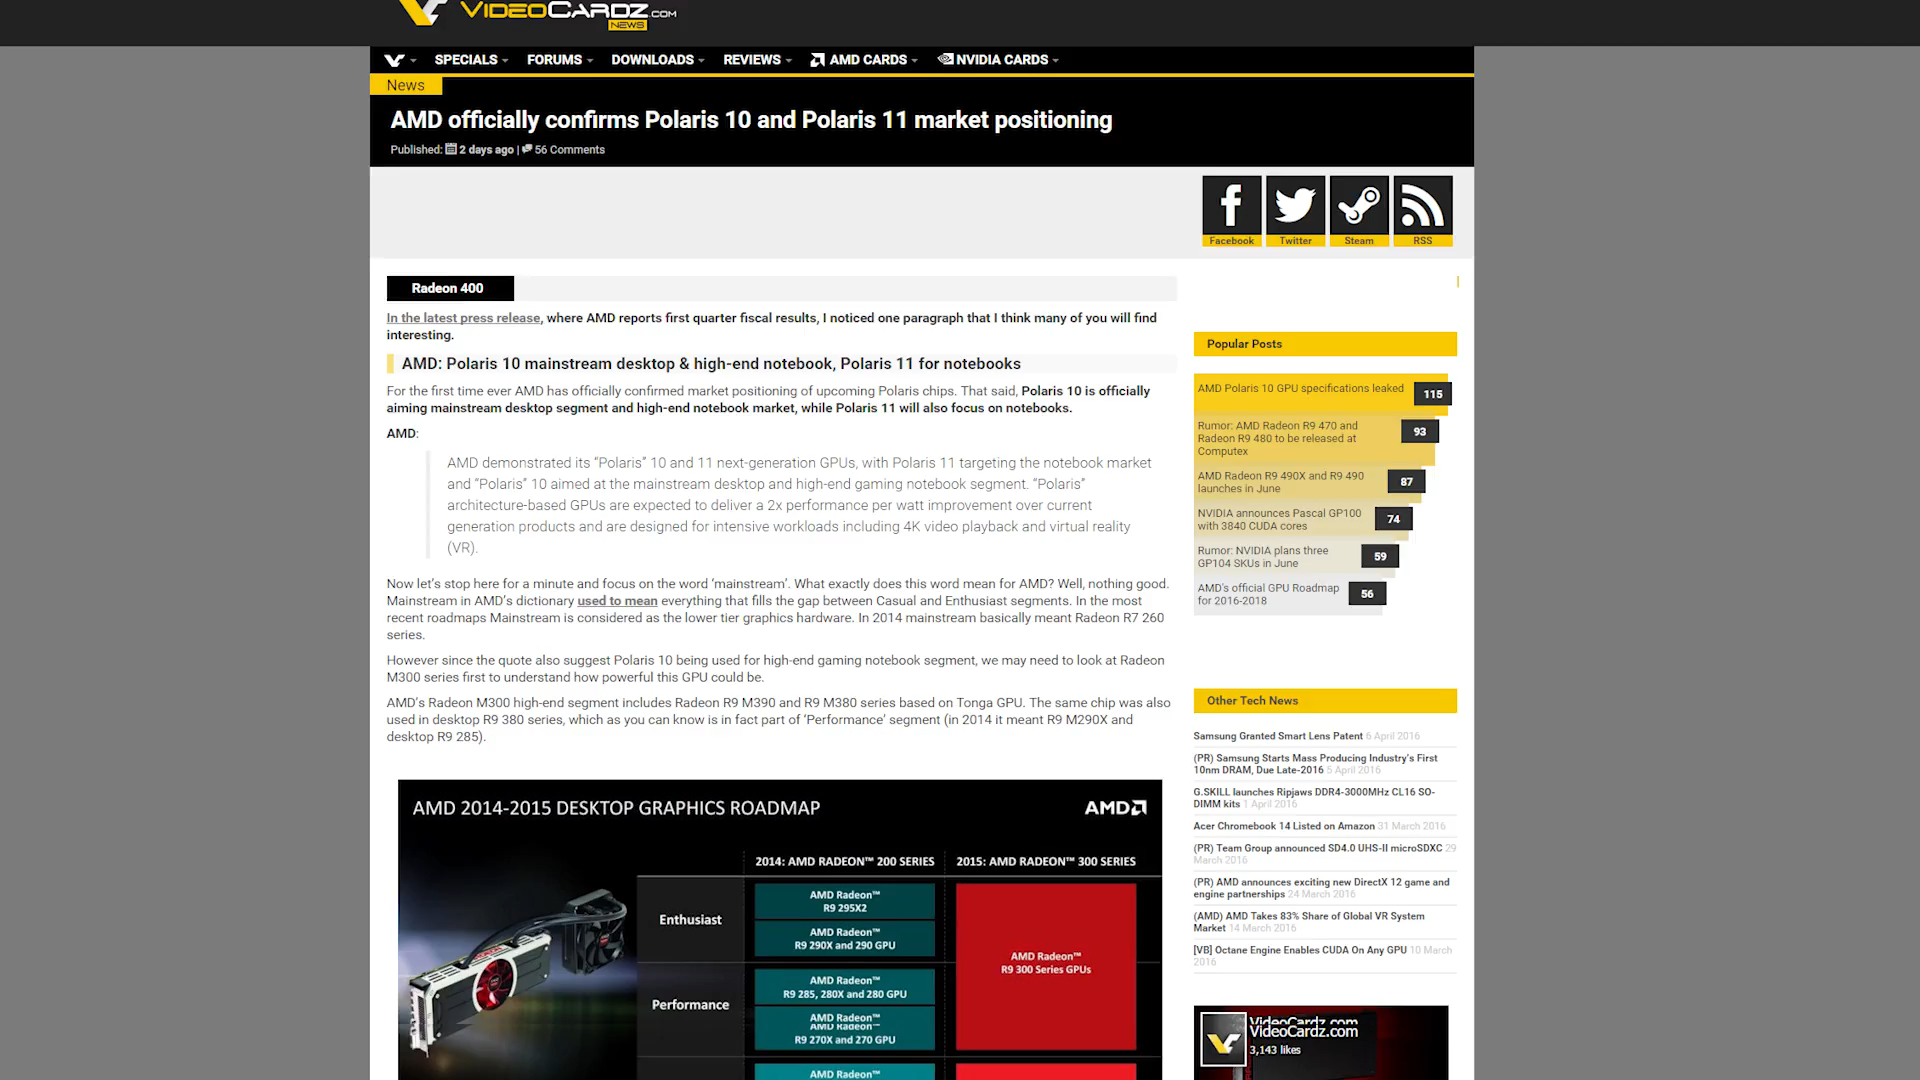 VIDEOCARDZ.COM
NEWS
SPECIALS FORUMS DOWNLOADS REVIEWS AMD CARDS NVIDIA CARDS
News
AMD officially confirms Polaris 10 and Polaris 11 market positioning
Published: 2 days ago | 56 Comments
Facebook Twitter Steam RSS
Radeon 400
In the latest press release, where AMD reports first quarter fiscal results, I noticed one paragraph that I think many of you will find
interesting.
AMD: Polaris 10 mainstream desktop & high-end notebook, Polaris 11 for notebooks
For the first time ever AMD has officially confirmed market positioning of upcoming Polaris chips. That said, Polaris 10 is officially
aiming mainstream desktop segment and high-end notebook market, while Polaris 11 will also focus on notebooks.
AMD:
AMD demonstrated its “Polaris” 10 and 11 next-generation GPUs, with Polaris 11 targeting the notebook market
and “Polaris” 10 aimed at the mainstream desktop and high-end gaming notebook segment. “Polaris”
architecture-based GPUs are expected to deliver a 2x performance per watt improvement over current
generation products and are designed for intensive workloads including 4K video playback and virtual reality
(VR).
Now let’s stop here for a minute and focus on the word ‘mainstream’. What exactly does this word mean for AMD? Well, nothing good.
Mainstream in AMD’s dictionary used to mean everything that fills the gap between Casual and Enthusiast segments. In the most
recent roadmaps Mainstream is considered as the lower tier graphics hardware. In 2014 mainstream basically meant Radeon R7 260
series.
However since the quote also suggest Polaris 10 being used for high-end gaming notebook segment, we may need to look at Radeon
M300 series first to understand how powerful this GPU could be.
AMD’s Radeon M300 high-end segment includes Radeon R9 M390 and R9 M380 series based on Tonga GPU. The same chip was also
used in desktop R9 380 series, which as you can know is in fact part of ‘Performance’ segment (in 2014 it meant R9 M290X and
desktop R9 285).
AMD 2014-2015 DESKTOP GRAPHICS ROADMAP
AMD
2014: AMD RADEON™ 200 SERIES
2015: AMD RADEON™ 300 SERIES
Enthusiast
AMD Radeon™
R9 295X2
AMD Radeon™
R9 290X and 290 GPU
AMD Radeon™
R9 300 Series GPUs
Performance
AMD Radeon™
R9 285, 280X and 280 GPU
AMD Radeon™
AMD Radeon™
R9 270X and 270 GPU
AMD Radeon™
Popular Posts
AMD Polaris 10 GPU specifications leaked
115
Rumor: AMD Radeon R9 470 and
Radeon R9 480 to be released at
Computex
93
AMD Radeon R9 490X and R9 490
launches in June
87
NVIDIA announces Pascal GP100
with 3840 CUDA cores
74
Rumor: NVIDIA plans three
GP104 SKUs in June
59
AMD's official GPU Roadmap
for 2016-2018
56
Other Tech News
Samsung Granted Smart Lens Patent 6 April 2016
(PR) Samsung Starts Mass Producing Industry's First
10nm DRAM, Due Late-2016 5 April 2016
G.SKILL launches Ripjaws DDR4-3000MHz CL16 SO-
DIMM kits 1 April 2016
Acer Chromebook 14 Listed on Amazon 31 March 2016
(PR) Team Group announced SD4.0 UHS-II microSDXC 29
March 2016
(PR) AMD announces exciting new DirectX 12 game and
engine partnerships 24 March 2016
(AMD) AMD Takes 83% Share of Global VR System
Market 14 March 2016
[VB] Octane Engine Enables CUDA On Any GPU 10 March
2016
VideoCardz.com
VideoCardz.com
3,143 likes